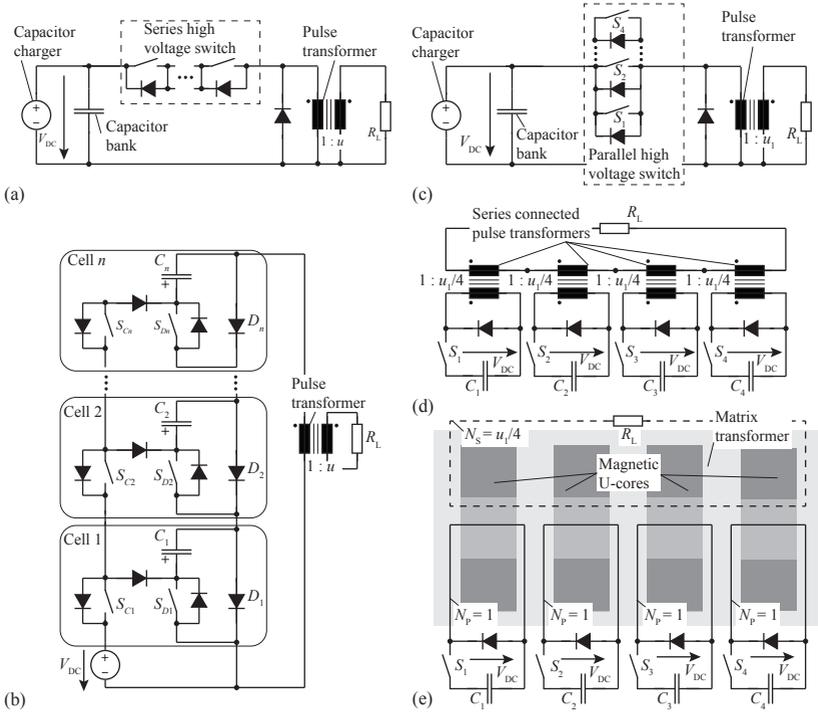 Capacitor
charger
Series high
voltage switch
Pulse
transformer
V_DC
Capacitor
bank
1 : u
R_L
(a)
Capacitor
charger
S_4
S_2
S_1
Pulse
transformer
V_DC
Capacitor
bank
Parallel high
voltage switch
1 : u_1
R_L
(c)
Cell n
C_n
S_Cn
S_Dn
D_n
Cell 2
C_2
S_C2
S_D2
D_2
Cell 1
C_1
S_C1
S_D1
D_1
V_DC
Pulse
transformer
1 : u
R_L
(b)
Series connected
pulse transformers
R_L
1 : u_1/4
1 : u_1/4
1 : u_1/4
1 : u_1/4
S_1
V_DC
C_1
S_2
V_DC
C_2
S_3
V_DC
C_3
S_4
V_DC
C_4
(d)
N_S = u_1/4
R_L
Matrix
transformer
Magnetic
U-cores
N_P = 1
N_P = 1
N_P = 1
N_P = 1
S_1
V_DC
C_1
S_2
V_DC
C_2
S_3
V_DC
C_3
S_4
V_DC
C_4
(e)